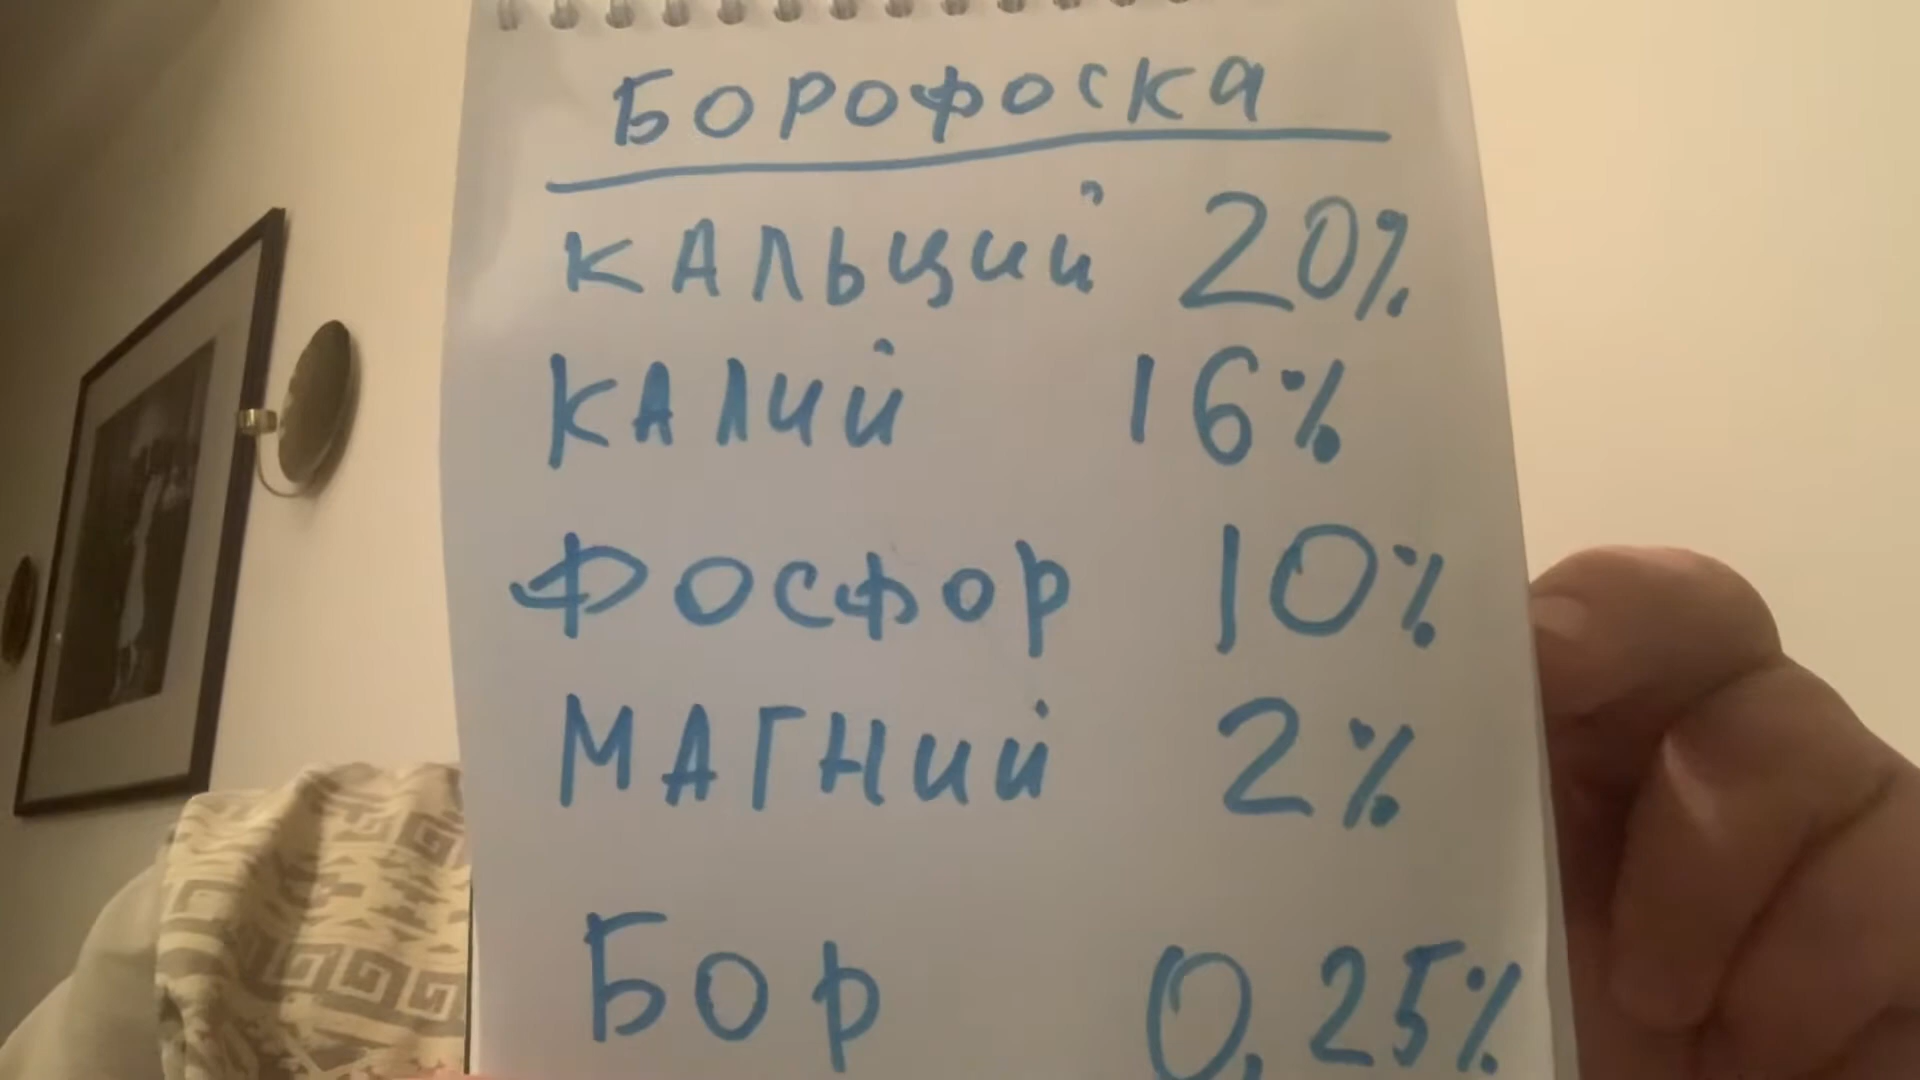 БОРОФОСКА
КАЛЬЦИЙ 20%
КАЛИЙ 16%
ФОСФОР 10%
МАГНИЙ 2%
БОР 0,25%